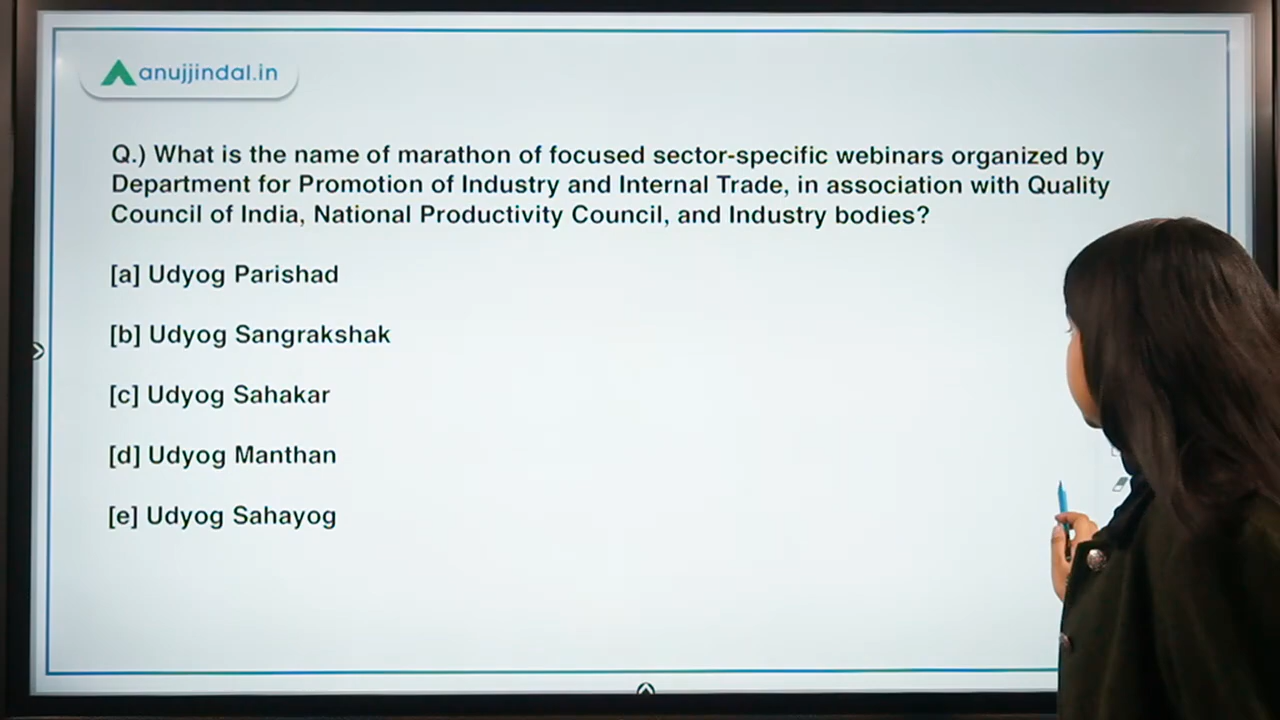 anujjindal.in
Q.) What is the name of marathon of focused sector-specific webinars organized by
Department for Promotion of Industry and Internal Trade, in association with Quality
Council of India, National Productivity Council, and Industry bodies?
[a] Udyog Parishad
[b] Udyog Sangrakshak
[c] Udyog Sahakar
[d] Udyog Manthan
[e] Udyog Sahayog